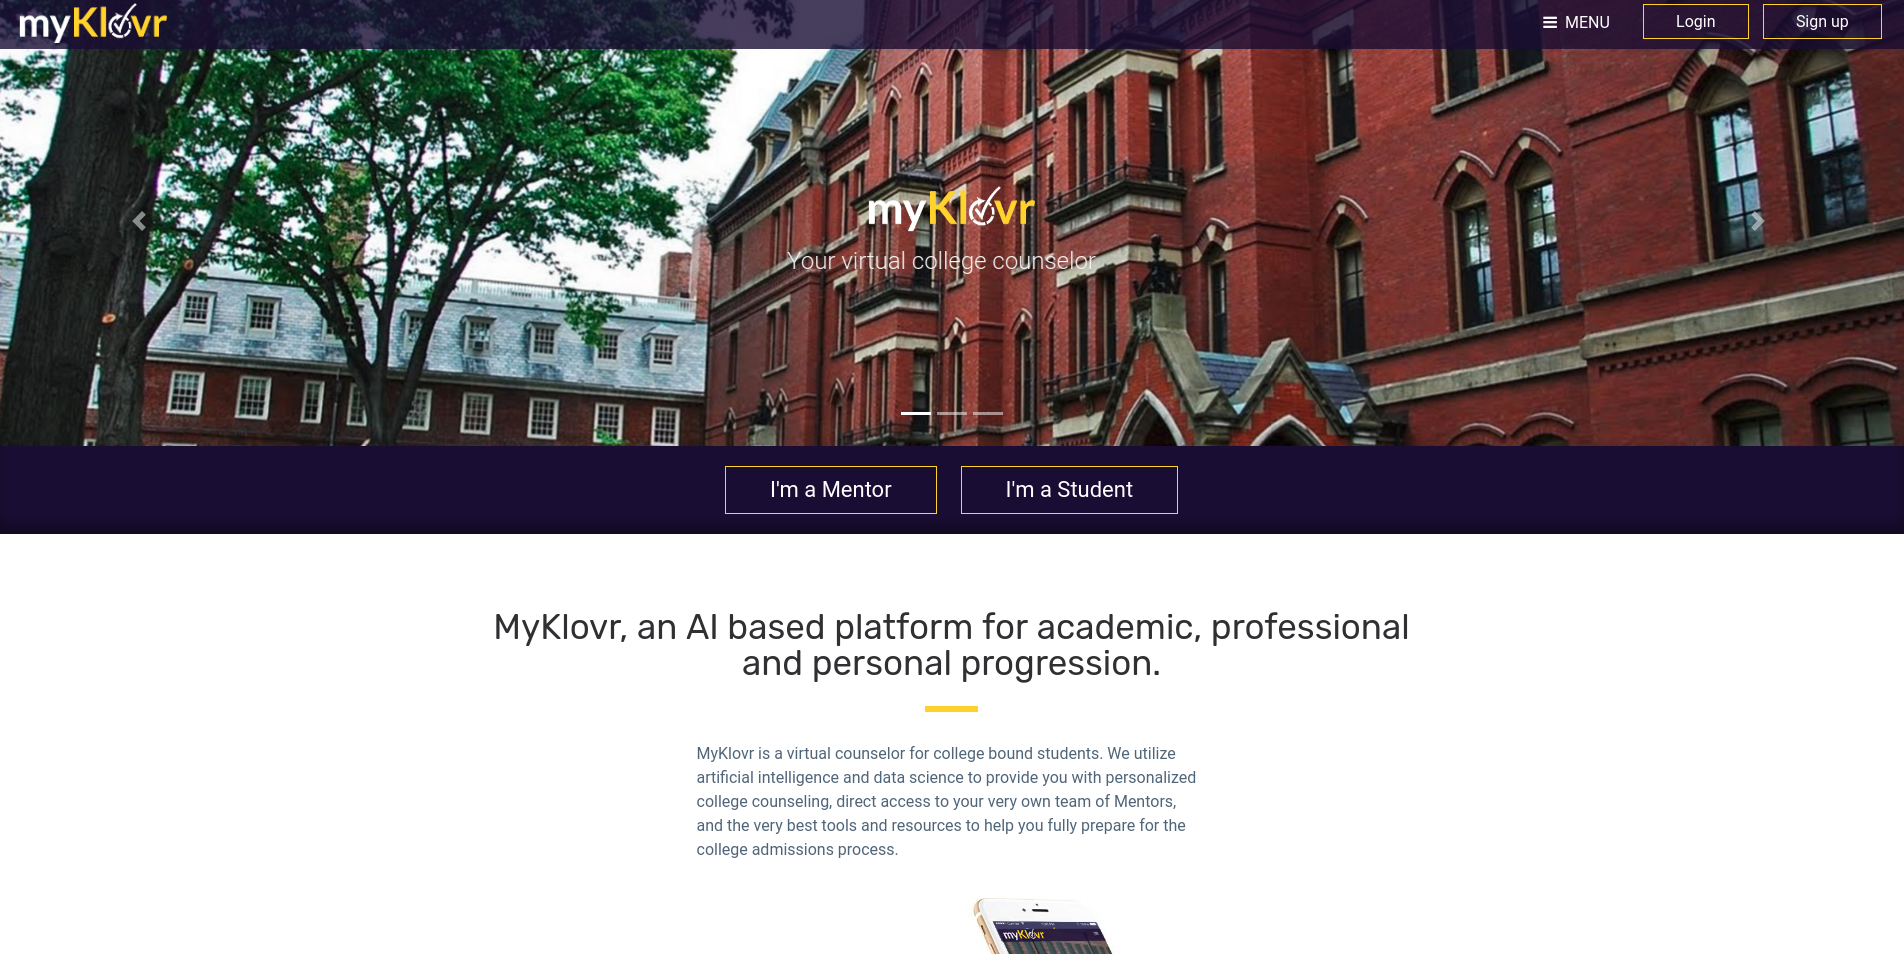 myKlovr
MENU
Login
Sign up
myKlovr
Your virtual college counselor
I'm a Mentor
I'm a Student
MyKlovr, an AI based platform for academic, professional
and personal progression.
MyKlovr is a virtual counselor for college bound students. We utilize
artificial intelligence and data science to provide you with personalized
college counseling, direct access to your very own team of Mentors,
and the very best tools and resources to help you fully prepare for the
college admissions process.
myKlovr